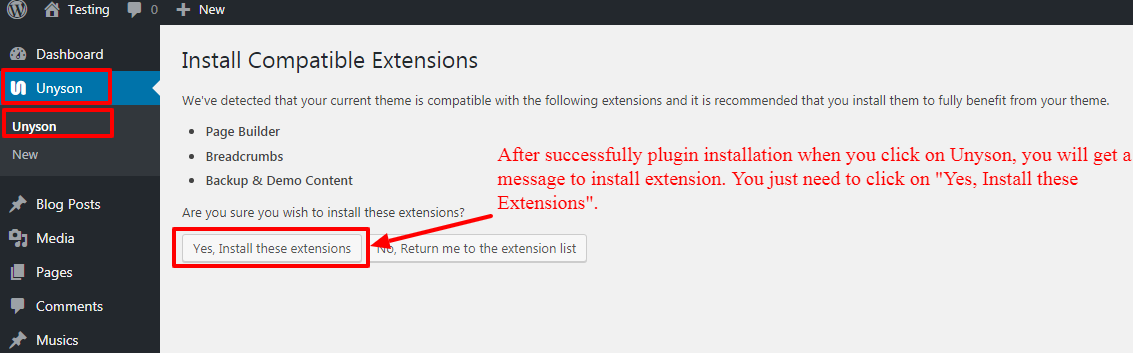 Testing 0 New
Dashboard
Unyson
Unyson
New
Blog Posts
Media
Pages
Comments
Musics
Install Compatible Extensions
We've detected that your current theme is compatible with the following extensions and it is recommended that you install them to fully benefit from your theme.
• Page Builder
• Breadcrumbs
• Backup & Demo Content
Are you sure you wish to install these extensions?
Yes, Install these extensions No, Return me to the extension list
After successfully plugin installation when you click on Unyson, you will get a
message to install extension. You just need to click on "Yes, Install these
Extensions".